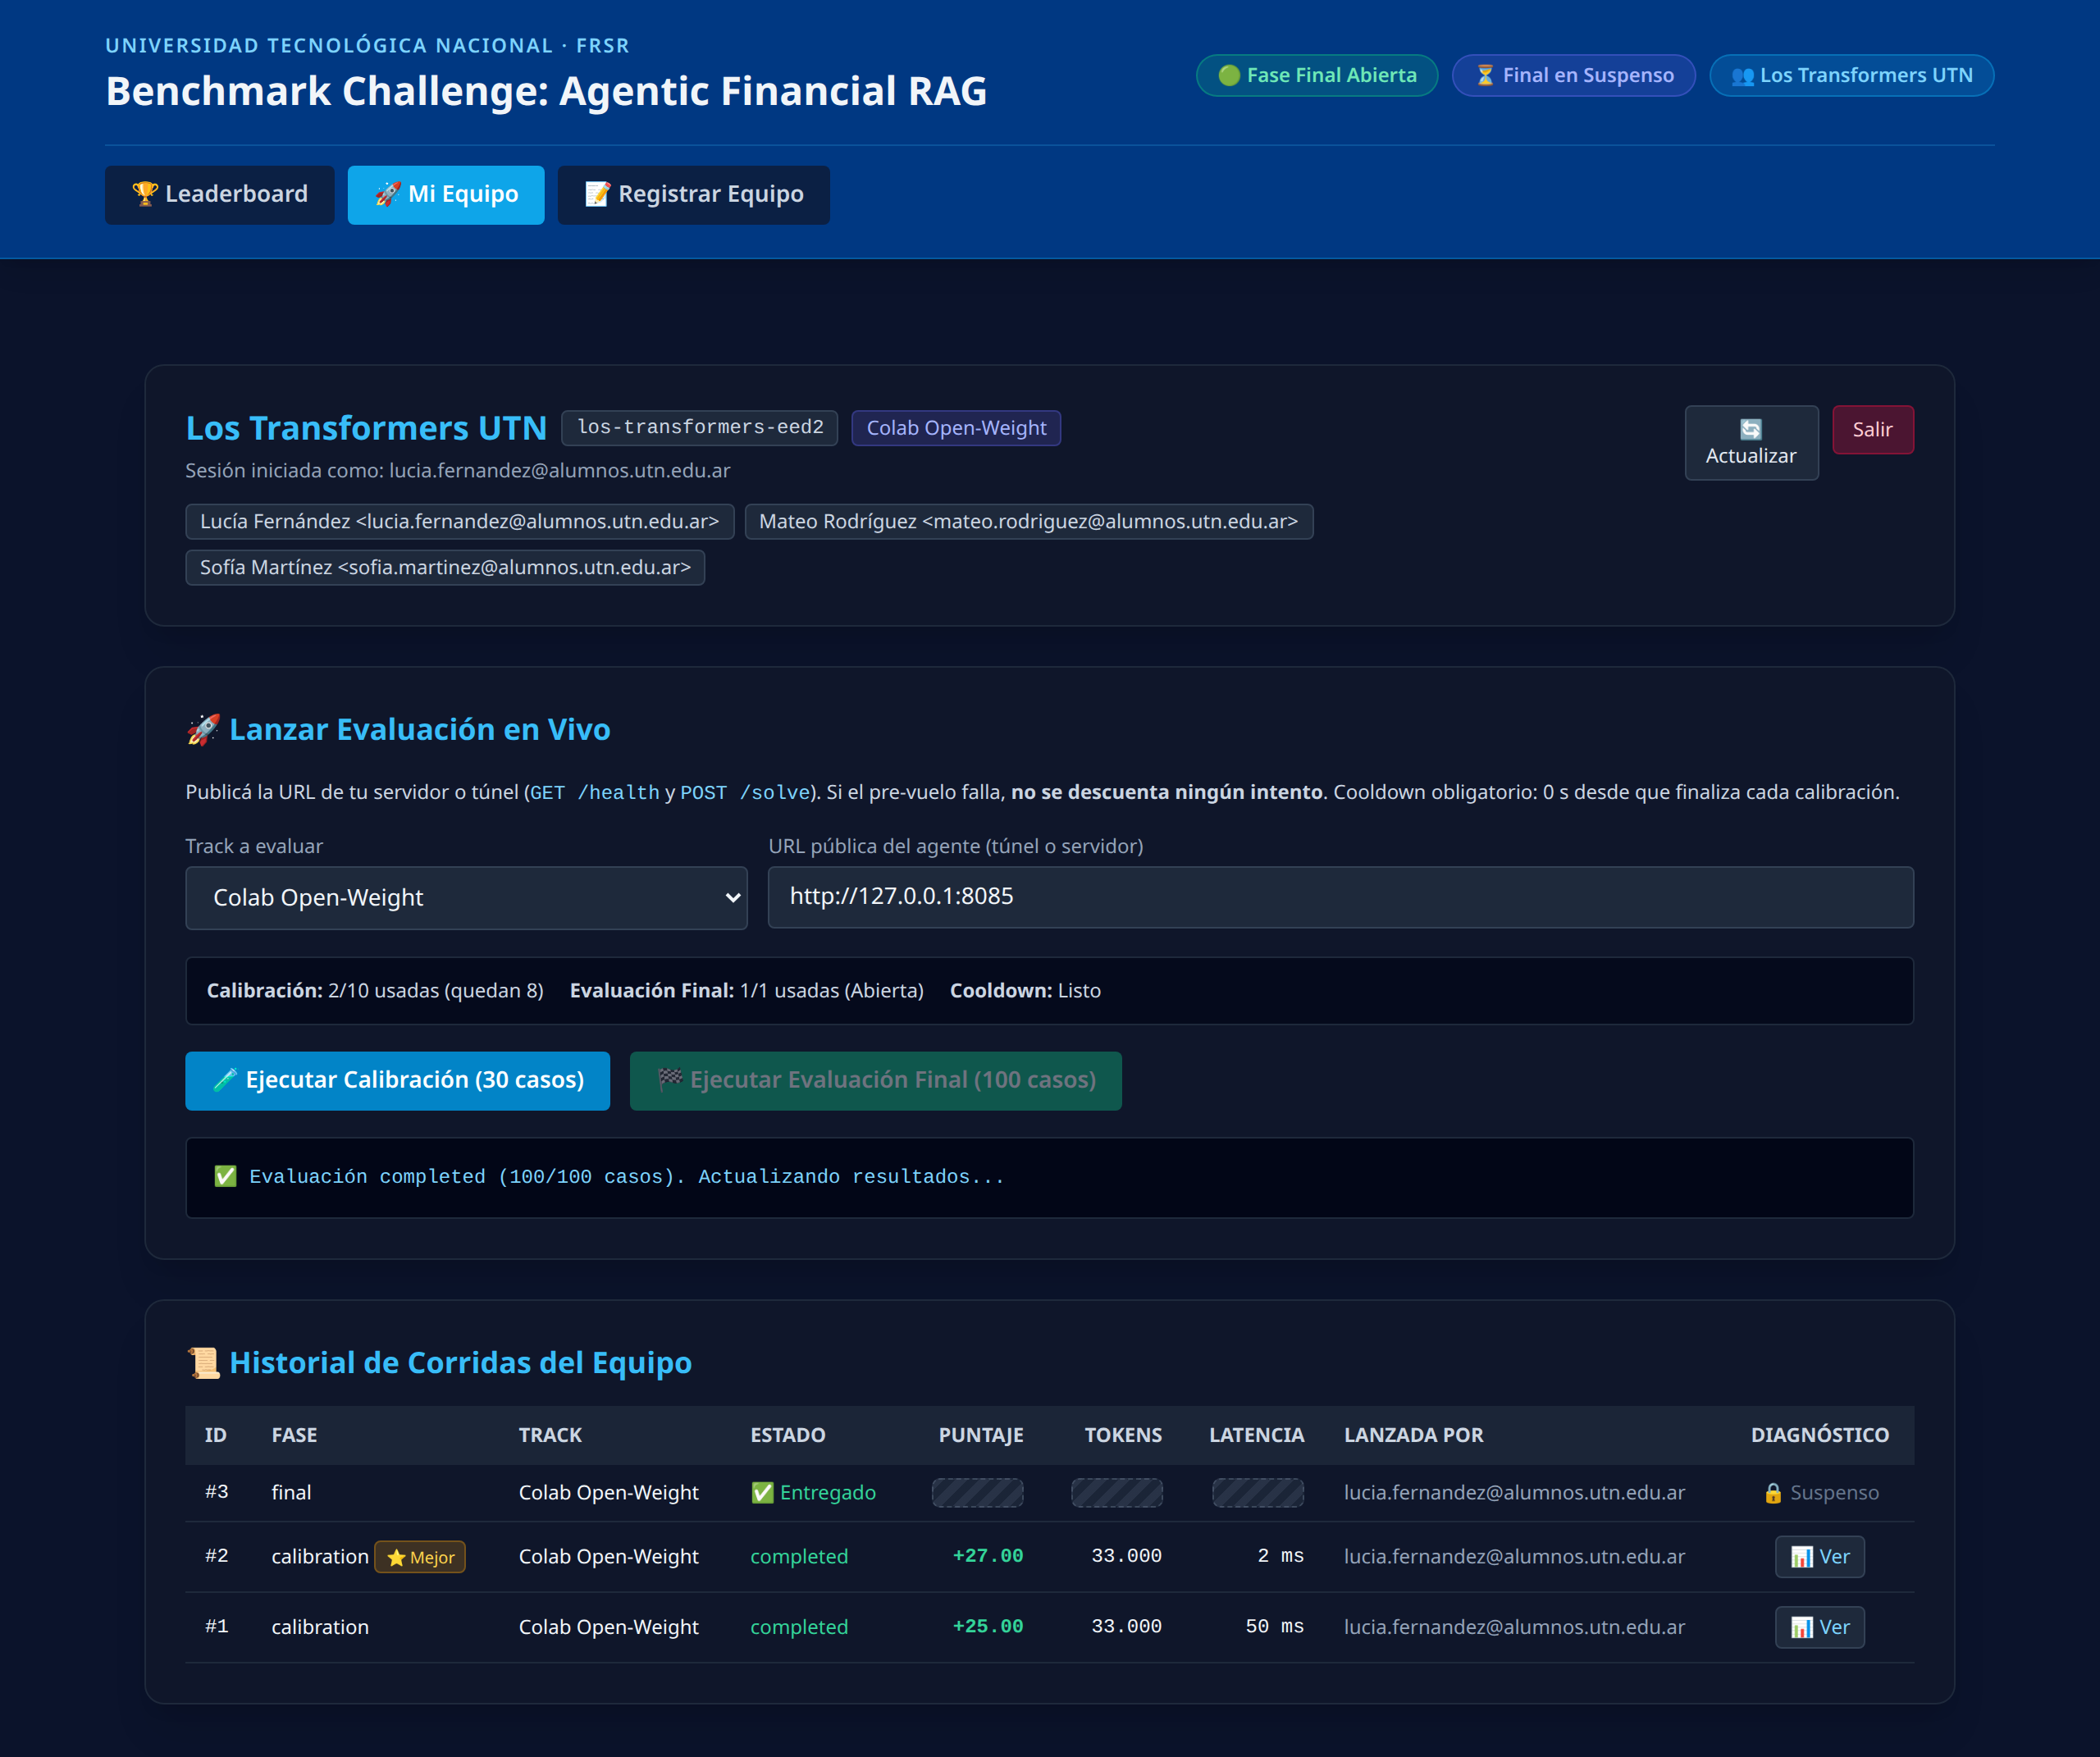 UNIVERSIDAD TECNOLÓGICA NACIONAL · FRSR
Benchmark Challenge: Agentic Financial RAG
🟢 Fase Final Abierta
⏳ Final en Suspenso
👥 Los Transformers UTN
🏆 Leaderboard
🚀 Mi Equipo
📝 Registrar Equipo
Los Transformers UTN los-transformers-eed2 Colab Open-Weight
🔄 Actualizar
Salir
Sesión iniciada como: lucia.fernandez@alumnos.utn.edu.ar
Lucía Fernández <lucia.fernandez@alumnos.utn.edu.ar> Mateo Rodríguez <mateo.rodriguez@alumnos.utn.edu.ar>
Sofía Martínez <sofia.martinez@alumnos.utn.edu.ar>
🚀 Lanzar Evaluación en Vivo
Publicá la URL de tu servidor o túnel (GET /health y POST /solve). Si el pre-vuelo falla, no se descuenta ningún intento. Cooldown obligatorio: 0 s desde que finaliza cada calibración.
Track a evaluar
URL pública del agente (túnel o servidor)
Colab Open-Weight
http://127.0.0.1:8085
Calibración: 2/10 usadas (quedan 8) Evaluación Final: 1/1 usadas (Abierta) Cooldown: Listo
🧪 Ejecutar Calibración (30 casos)
🏁 Ejecutar Evaluación Final (100 casos)
✅ Evaluación completed (100/100 casos). Actualizando resultados...
📜 Historial de Corridas del Equipo
ID FASE TRACK ESTADO PUNTAJE TOKENS LATENCIA LANZADA POR DIAGNÓSTICO
#3 final Colab Open-Weight ✅ Entregado lucia.fernandez@alumnos.utn.edu.ar 🔒 Suspenso
#2 calibration ⭐ Mejor Colab Open-Weight completed +27.00 33.000 2 ms lucia.fernandez@alumnos.utn.edu.ar 📊 Ver
#1 calibration Colab Open-Weight completed +25.00 33.000 50 ms lucia.fernandez@alumnos.utn.edu.ar 📊 Ver